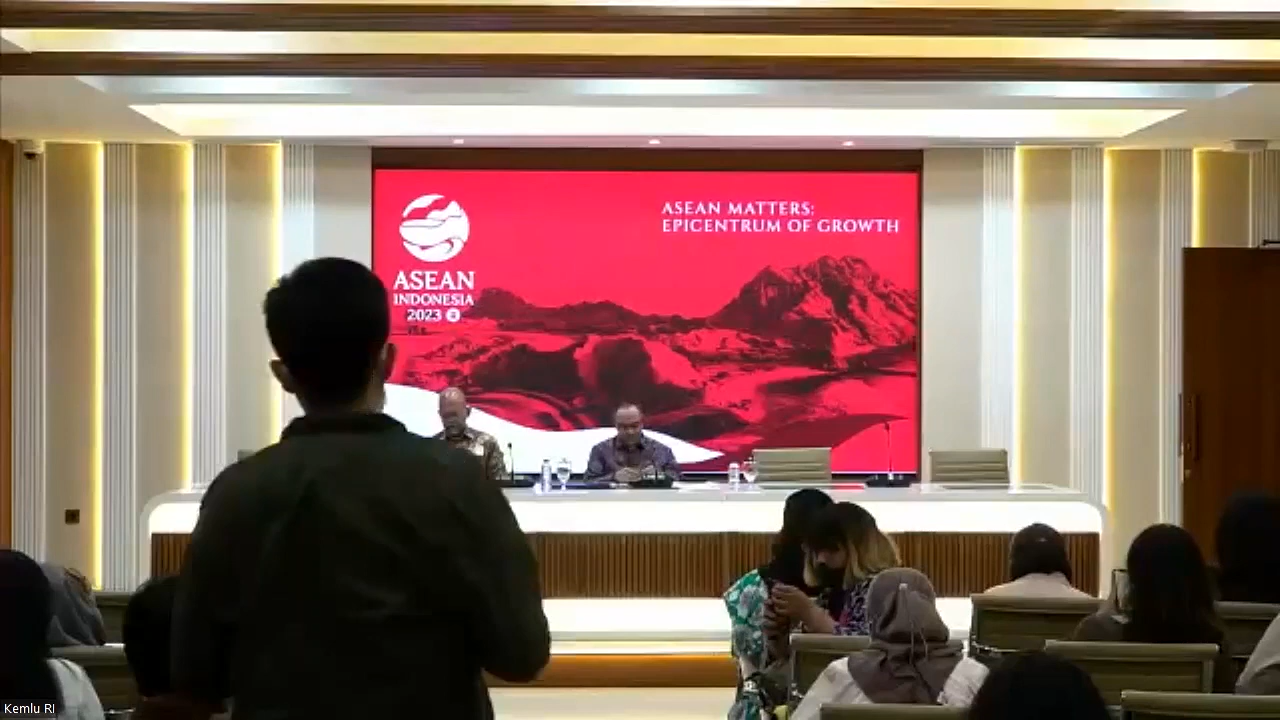 ASEAN MATTERS:
EPICENTRUM OF GROWTH
ASEAN
INDONESIA
2023
Kemlu RI